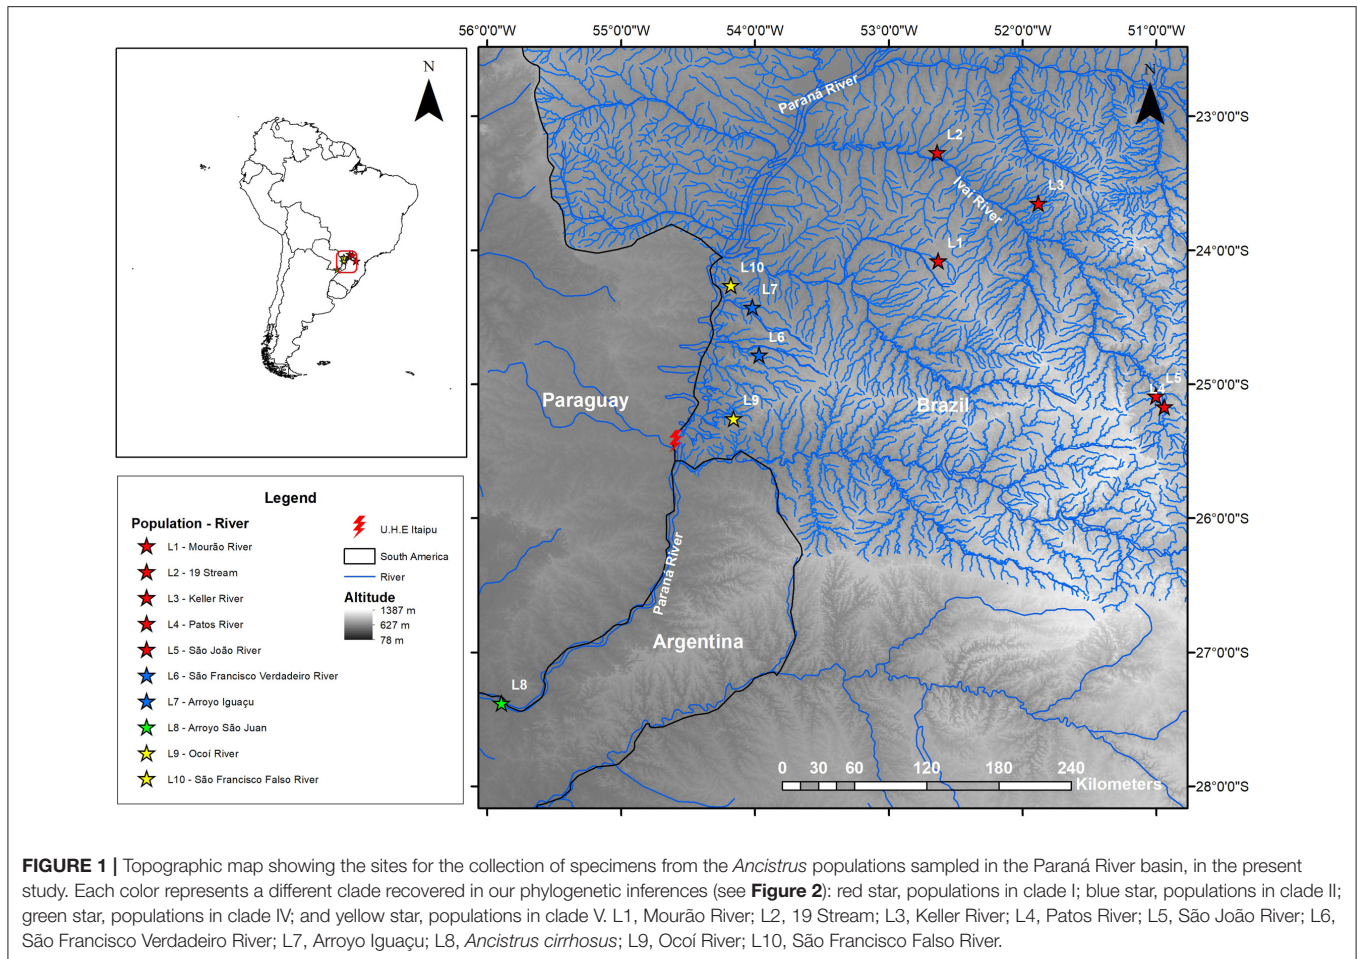 56°0'0"W 55°0'0"W 54°0'0"W 53°0'0"W 52°0'0"W 51°0'0"W
N
N
Paraná River
23°0'0"S
L2
L3
Ivaí River
L1
24°0'0"S
L10
L7
L6
25°0'0"S
L5
L4
Paraguay
L9
Brazil
26°0'0"S
Paraná River
Argentina
27°0'0"S
L8
0 30 60 120 180 240
Kilometers
28°0'0"S
Legend
Population - River
L1 - Mourão River
L2 - 19 Stream
L3 - Keller River
L4 - Patos River
L5 - São João River
L6 - São Francisco Verdadeiro River
L7 - Arroyo Iguaçu
L8 - Arroyo São Juan
L9 - Ocoí River
L10 - São Francisco Falso River
U.H.E Itaipu
South America
River
Altitude
1387 m
627 m
78 m
FIGURE 1 | Topographic map showing the sites for the collection of specimens from the Ancistrus populations sampled in the Paraná River basin, in the present
study. Each color represents a different clade recovered in our phylogenetic inferences (see Figure 2): red star, populations in clade I; blue star, populations in clade II;
green star, populations in clade IV; and yellow star, populations in clade V. L1, Mourão River; L2, 19 Stream; L3, Keller River; L4, Patos River; L5, São João River; L6,
São Francisco Verdadeiro River; L7, Arroyo Iguaçu; L8, Ancistrus cirrhosus; L9, Ocoí River; L10, São Francisco Falso River.